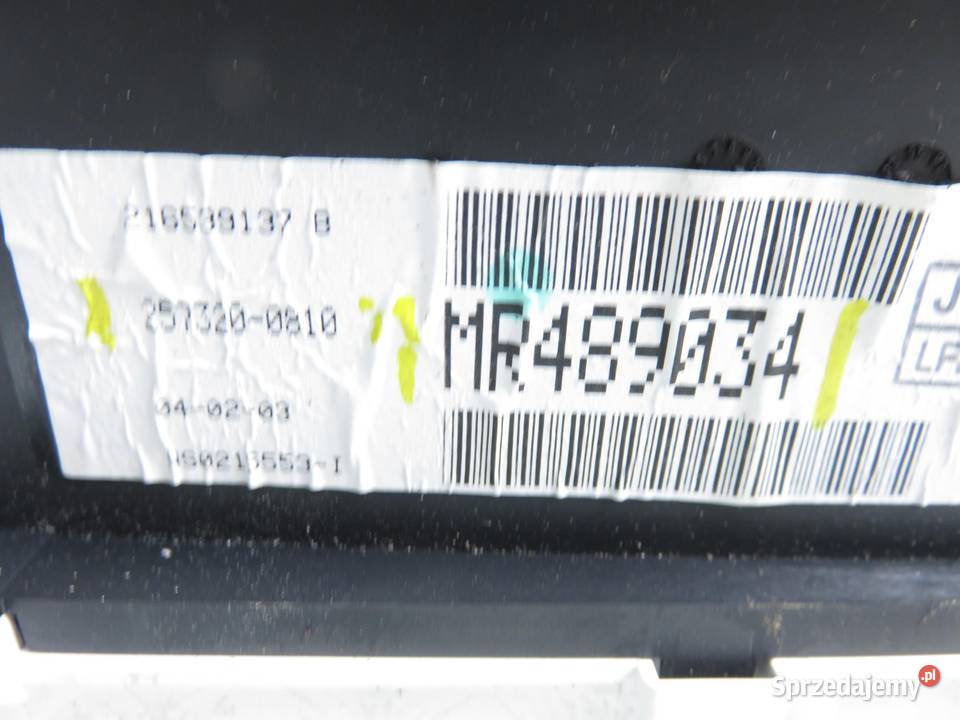 216539137 B
257320-0810
04-02-03
MR489034
J
Sprzedajemy.pl